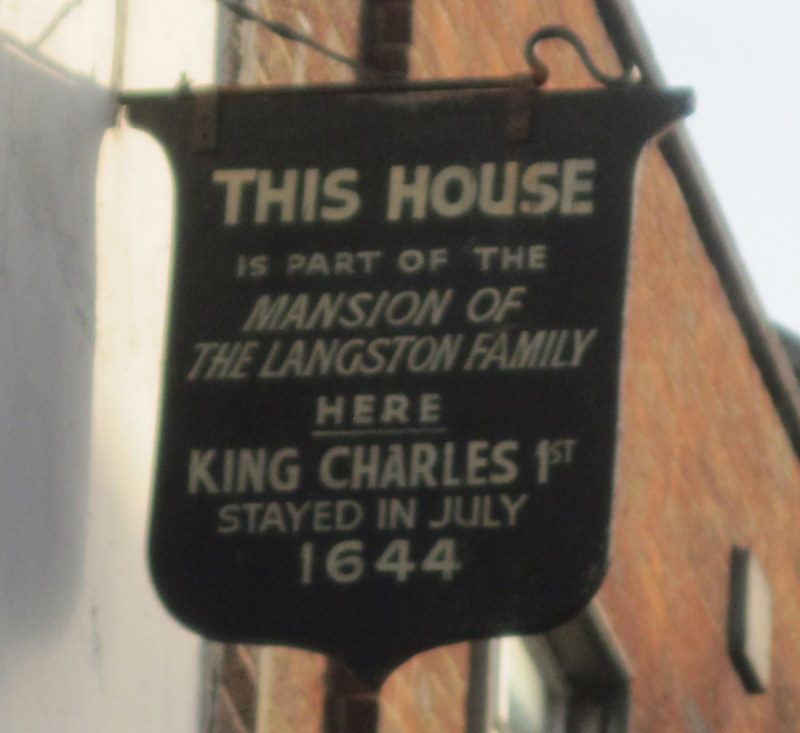 THIS HOUSE
IS PART OF THE
MANSION OF
THE LANGSTON FAMILY
HERE
KING CHARLES 1ST
STAYED IN JULY
1644